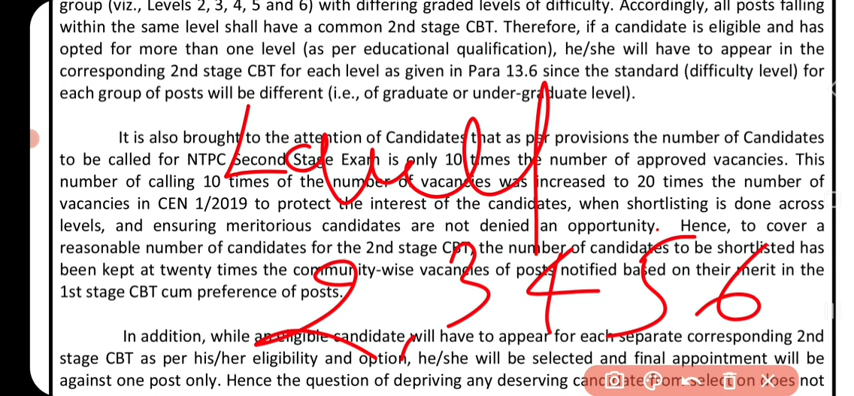 group (viz., Levels 2, 3, 4, 5 and 6) with differing graded levels of difficulty. Accordingly, all posts falling
within the same level shall have a common 2nd stage CBT. Therefore, if a candidate is eligible and has
opted for more than one level (as per educational qualification), he/she will have to appear in the
corresponding 2nd stage CBT for each level as given in Para 13.6 since the standard (difficulty level) for
each group of posts will be different (i.e., of graduate or under-graduate level).
It is also brought to the attention of Candidates that as per provisions the number of Candidates
to be called for NTPC Second Stage Exam is only 10 times the number of approved vacancies. This
number of calling 10 times of the number of vacancies was increased to 20 times the number of
vacancies in CEN 1/2019 to protect the interest of the candidates, when shortlisting is done across
levels, and ensuring meritorious candidates are not denied an opportunity. Hence, to cover a
reasonable number of candidates for the 2nd stage CBT, the number of candidates to be shortlisted has
been kept at twenty times the community-wise vacancies of posts notified based on their merit in the
1st stage CBT cum preference of posts.
2 3 4 5 6
In addition, while an eligible candidate will have to appear for each separate corresponding 2nd
stage CBT as per his/her eligibility and option, he/she will be selected and final appointment will be
against one post only. Hence the question of depriving any deserving candidate from selection does not